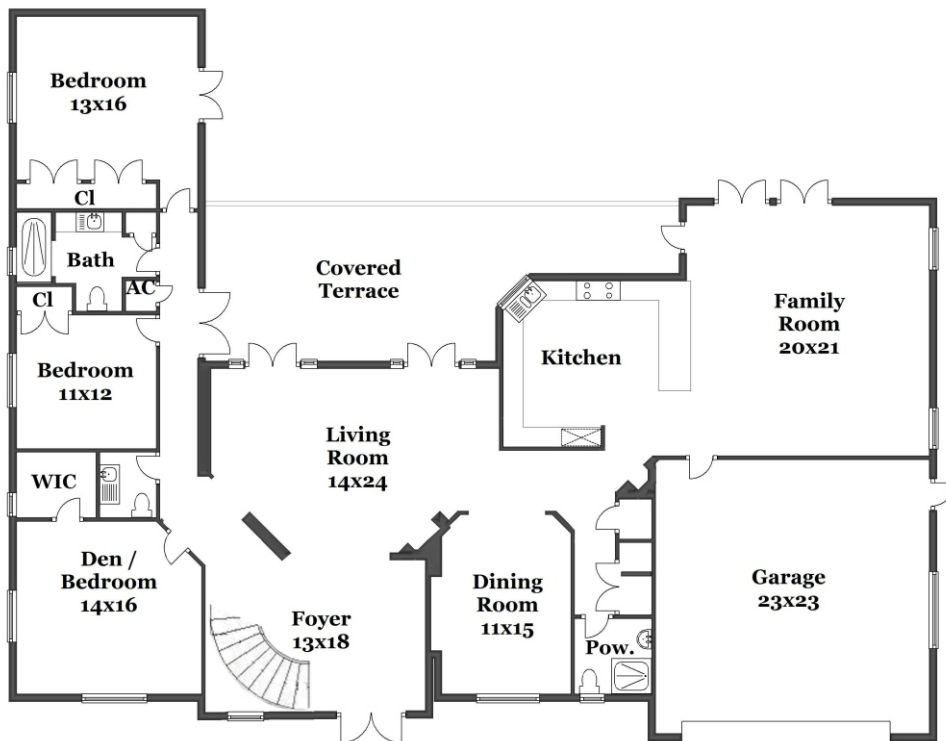 Bedroom
13x16
Cl
Bath
AC
Cl
Bedroom
11x12
WIC
Den /
Bedroom
14x16
Covered
Terrace
Living
Room
14x24
Foyer
13x18
Kitchen
Dining
Room
11x15
Pow.
Family
Room
20x21
Garage
23x23